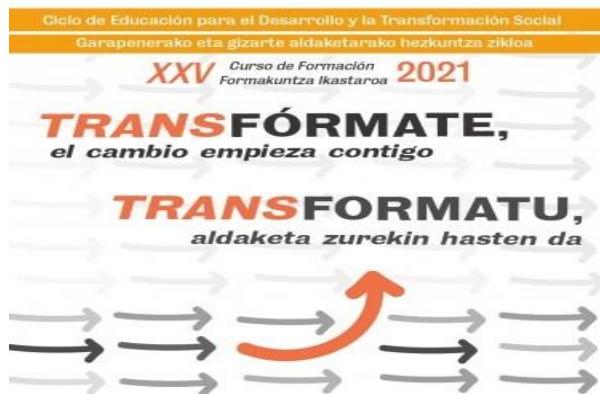 Ciclo de Educación para el Desarrollo y la Transformación Social
Garapenerako eta gizarte aldaketarako hezkuntza zikloa
XXV Curso de Formación 2021
Formakuntza Ikastaroa
TRANSFÓRMATE,
el cambio empieza contigo
TRANSFORMATU,
aldaketa zurekin hasten da